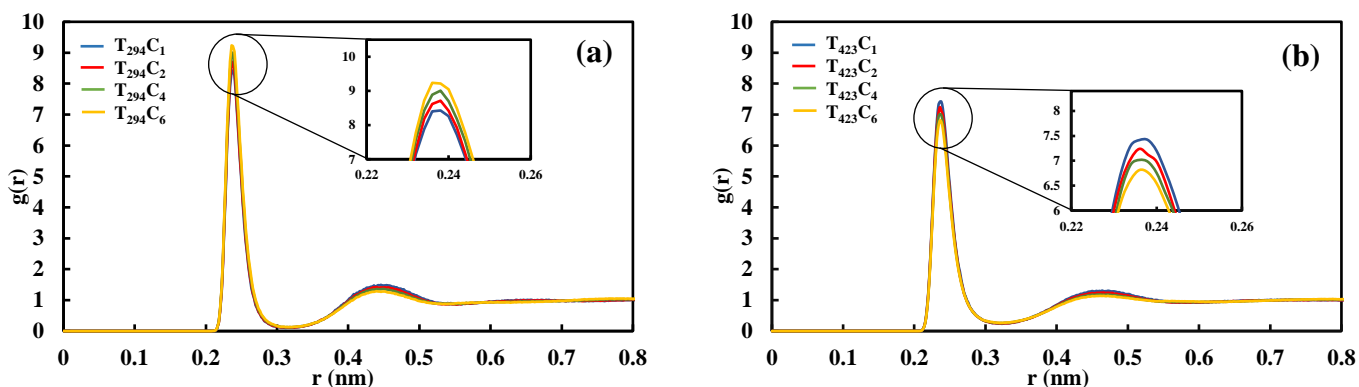 (a)
g(r)
10
9
8
7
6
5
4
3
2
1
0
T₂₉₄C₁
T₂₉₄C₂
T₂₉₄C₄
T₂₉₄C₆
10
9
8
7
0.22 0.24 0.26
0 0.1 0.2 0.3 0.4 0.5 0.6 0.7 0.8
r (nm)
(b)
g(r)
10
9
8
7
6
5
4
3
2
1
0
T₄₂₃C₁
T₄₂₃C₂
T₄₂₃C₄
T₄₂₃C₆
8
7.5
7
6.5
6
0.22 0.24 0.26
0 0.1 0.2 0.3 0.4 0.5 0.6 0.7 0.8
r (nm)